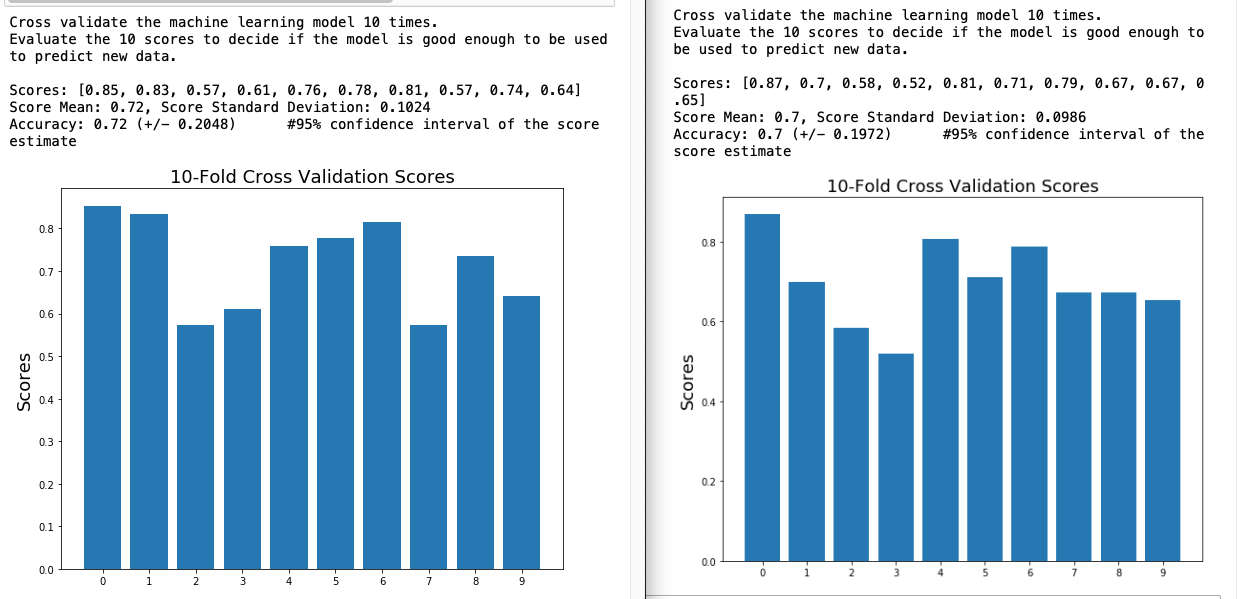 Cross validate the machine learning model 10 times.
Evaluate the 10 scores to decide if the model is good enough to be used
to predict new data.
Scores: [0.85, 0.83, 0.57, 0.61, 0.76, 0.78, 0.81, 0.57, 0.74, 0.64]
Score Mean: 0.72, Score Standard Deviation: 0.1024
Accuracy: 0.72 (+/- 0.2048)      #95% confidence interval of the score
estimate
10-Fold Cross Validation Scores
Scores
0.8
0.7
0.6
0.5
0.4
0.3
0.2
0.1
0.0
0 1 2 3 4 5 6 7 8 9
Cross validate the machine learning model 10 times.
Evaluate the 10 scores to decide if the model is good enough to
be used to predict new data.
Scores: [0.87, 0.7, 0.58, 0.52, 0.81, 0.71, 0.79, 0.67, 0.67, 0
.65]
Score Mean: 0.7, Score Standard Deviation: 0.0986
Accuracy: 0.7 (+/- 0.1972)      #95% confidence interval of the
score estimate
10-Fold Cross Validation Scores
Scores
0.8
0.6
0.4
0.2
0.0
0 1 2 3 4 5 6 7 8 9